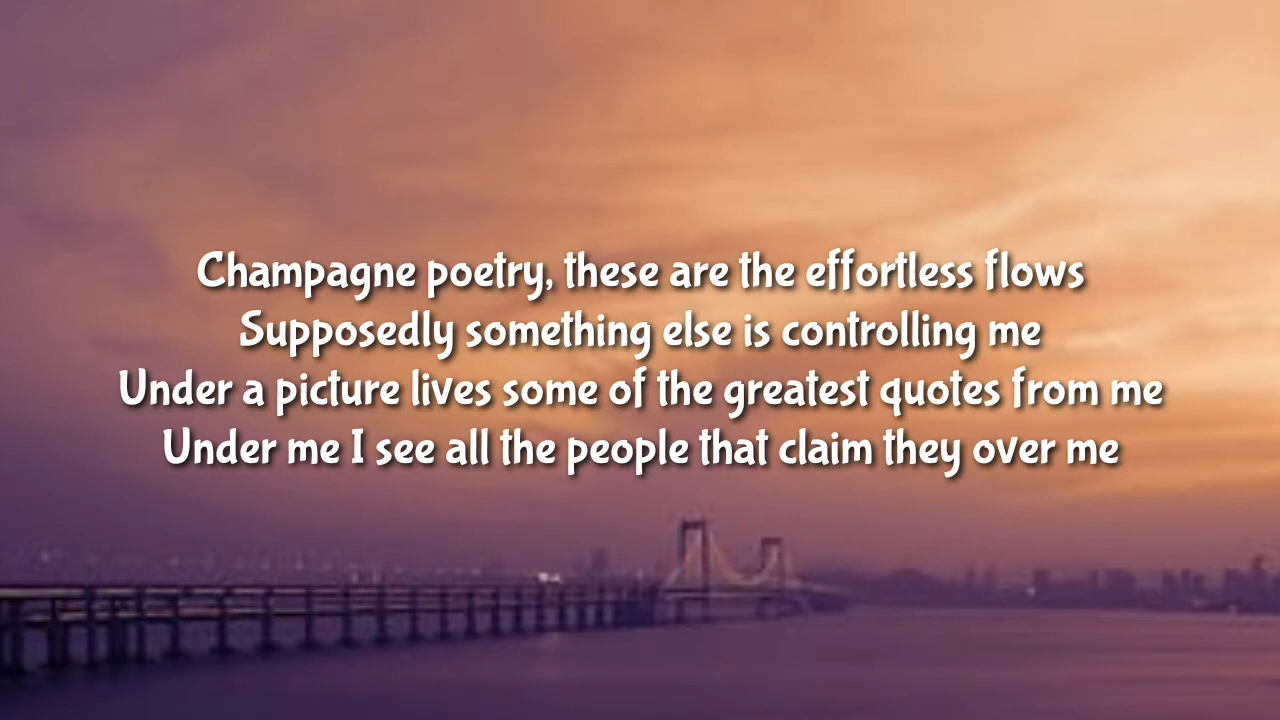 Champagne poetry, these are the effortless flows
Supposedly something else is controlling me
Under a picture lives some of the greatest quotes from me
Under me I see all the people that claim they over me